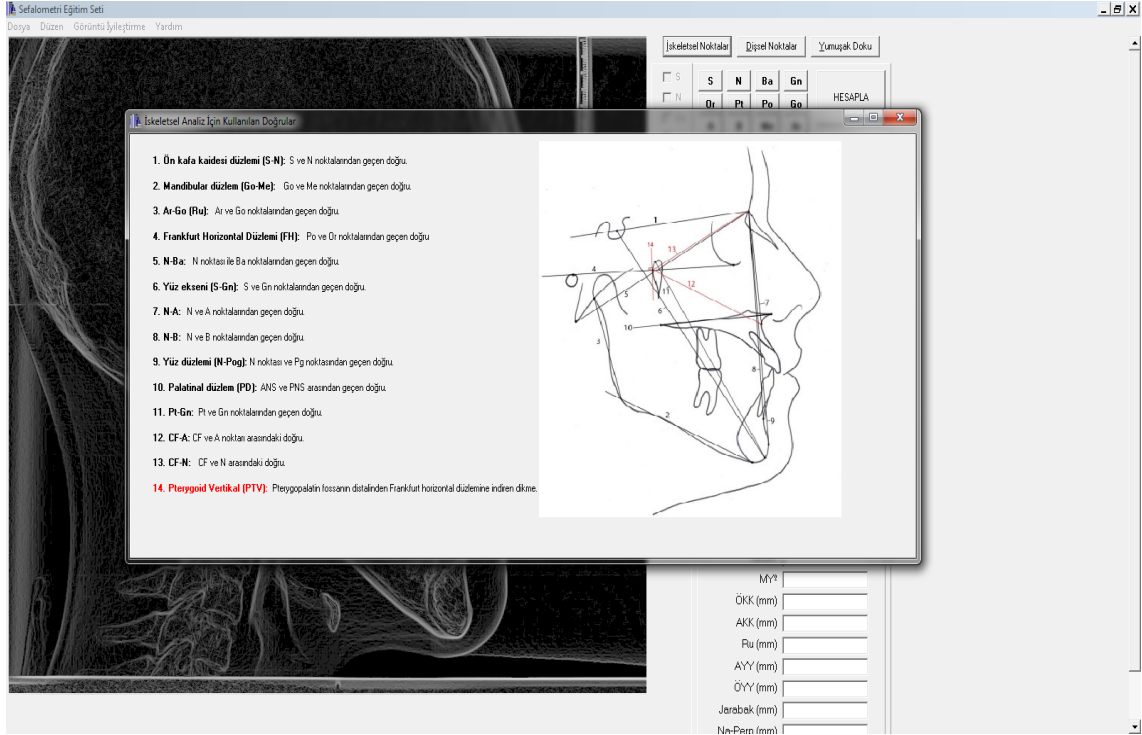 Sefalometri Eğitim Seti
Dosya Düzen Görüntü İyileştirme Yardım
İskeletsel Noktalar Dişsel Noktalar Yumuşak Doku
S S N Ba Gn
N Or Pt Po Go HESAPLA
İskeletsel Analiz İçin Kullanılan Doğrular
1. Ön kafa kaidesi düzlemi (S-N): S ve N noktalarından geçen doğru.
2. Mandibular düzlem (Go-Me): Go ve Me noktalarından geçen doğru.
3. Ar-Go (Ru): Ar ve Go noktalarından geçen doğru.
4. Frankfurt Horizontal Düzlemi (FH): Po ve Or noktalarından geçen doğru
5. N-Ba: N noktası ile Ba noktalarından geçen doğru.
6. Yüz ekseni (S-Gn): S ve Gn noktalarından geçen doğru.
7. N-A: N ve A noktalarından geçen doğru.
8. N-B: N ve B noktalarından geçen doğru.
9. Yüz düzlemi (N-Pog): N noktası ve Pg noktasından geçen doğru.
10. Palatinal düzlem (PD): ANS ve PNS arasından geçen doğru.
11. Pt-Gn: Pt ve Gn noktalarından geçen doğru.
12. CF-A: CF ve A noktası arasındaki doğru.
13. CF-N: CF ve N arasındaki doğru.
14. Pterygoid Vertikal (PTV): Pterygopalatin fossanın distalinden Frankfurt horizontal düzlemine indiren dikme.
1
14
13
4
12
5
11
6
7
10
3
8
2
9
MY°
ÖKK (mm)
AKK (mm)
Ru (mm)
AYY (mm)
ÖYY (mm)
Jarabak (mm)
Na-Perp (mm)